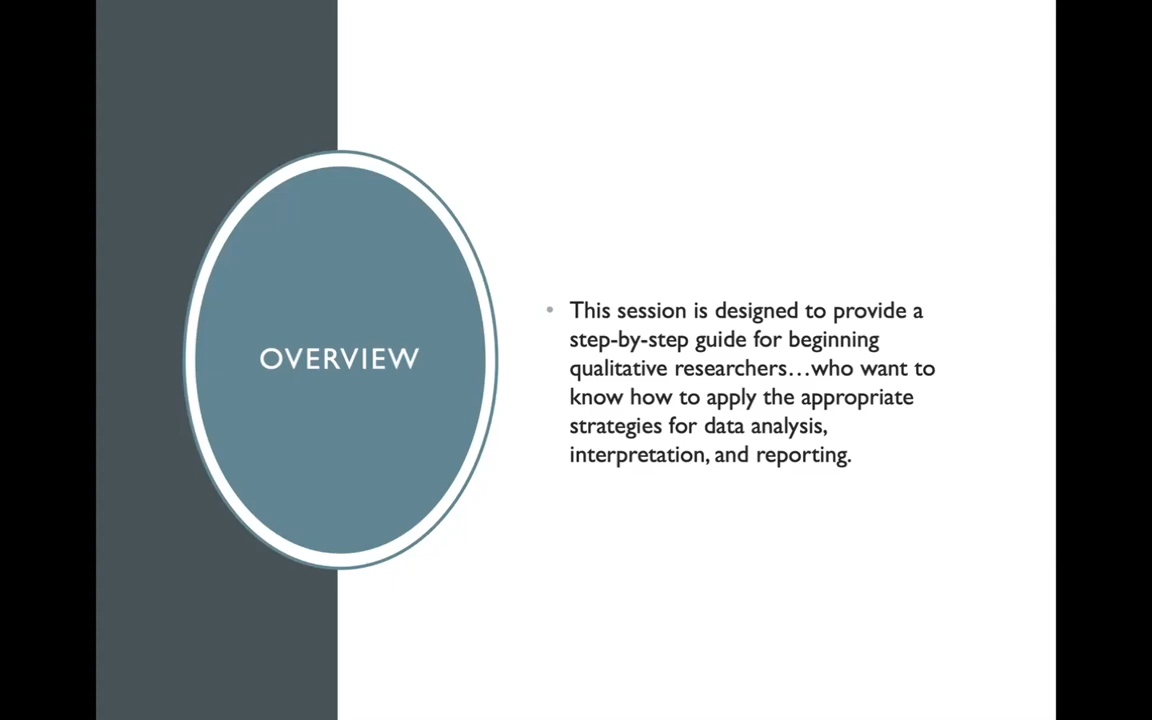 OVERVIEW
• This session is designed to provide a
step-by-step guide for beginning
qualitative researchers…who want to
know how to apply the appropriate
strategies for data analysis,
interpretation, and reporting.